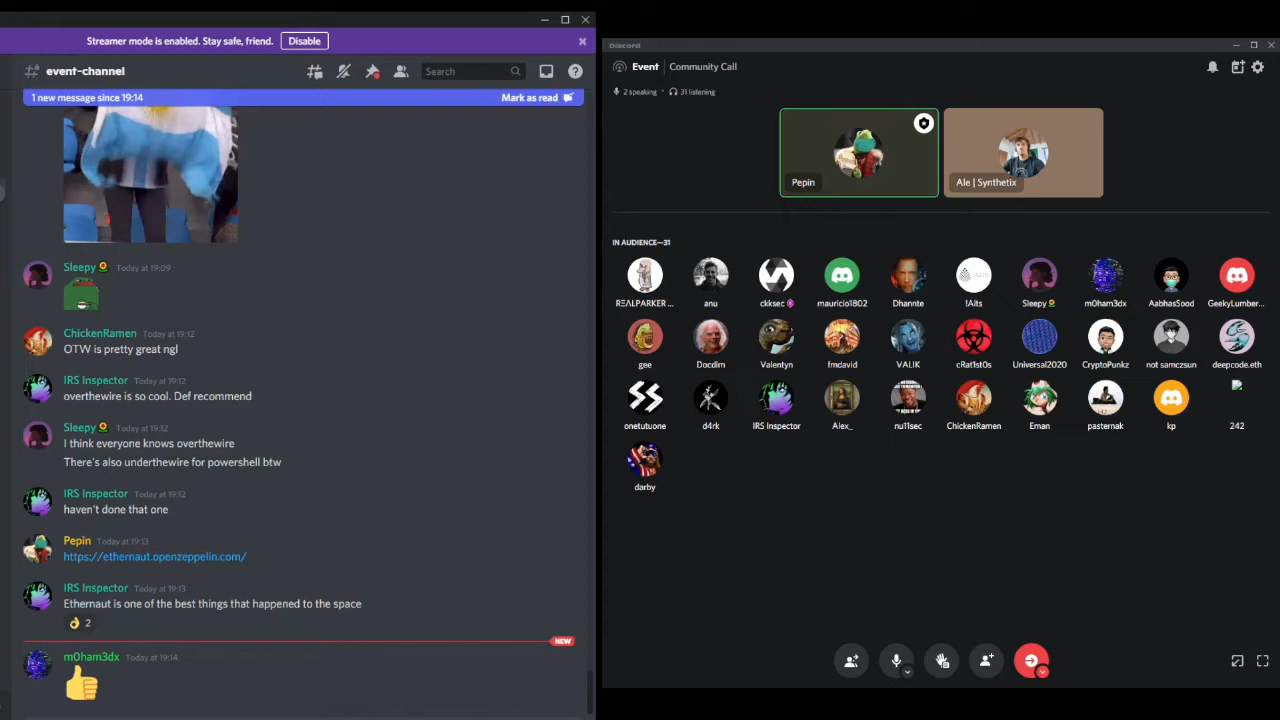 Streamer mode is enabled. Stay safe, friend.
Disable
event-channel
Search
1 new message since 19:14
Mark as read
Sleepy Today at 19:09
ChickenRamen Today at 19:12
OTW is pretty great ngl
IRS Inspector Today at 19:12
overthewire is so cool. Def recommend
Sleepy Today at 19:12
I think everyone knows overthewire
There's also underthewire for powershell btw
IRS Inspector Today at 19:12
haven't done that one
Pepin Today at 19:13
https://ethernaut.openzeppelin.com/
IRS Inspector Today at 19:13
Ethernaut is one of the best things that happened to the space
2
NEW
m0ham3dx Today at 19:14
Discord
Event
Community Call
2 speaking
31 listening
Pepin
Ale | Synthetix
IN AUDIENCE—31
RΞALPARKER ...
anu
ckksec
mauricio1802
Dhannte
!Aits
Sleepy
m0ham3dx
AabhasSood
GeekyLumber...
gee
Docdim
Valentyn
fmdavid
VALIK
cRat1st0s
Universal2020
CryptoPunkz
not samczsun
deepcode.eth
onetutuone
d4rk
IRS Inspector
Alex_
nu11sec
ChickenRamen
Eman
pasternak
kp
242
darby